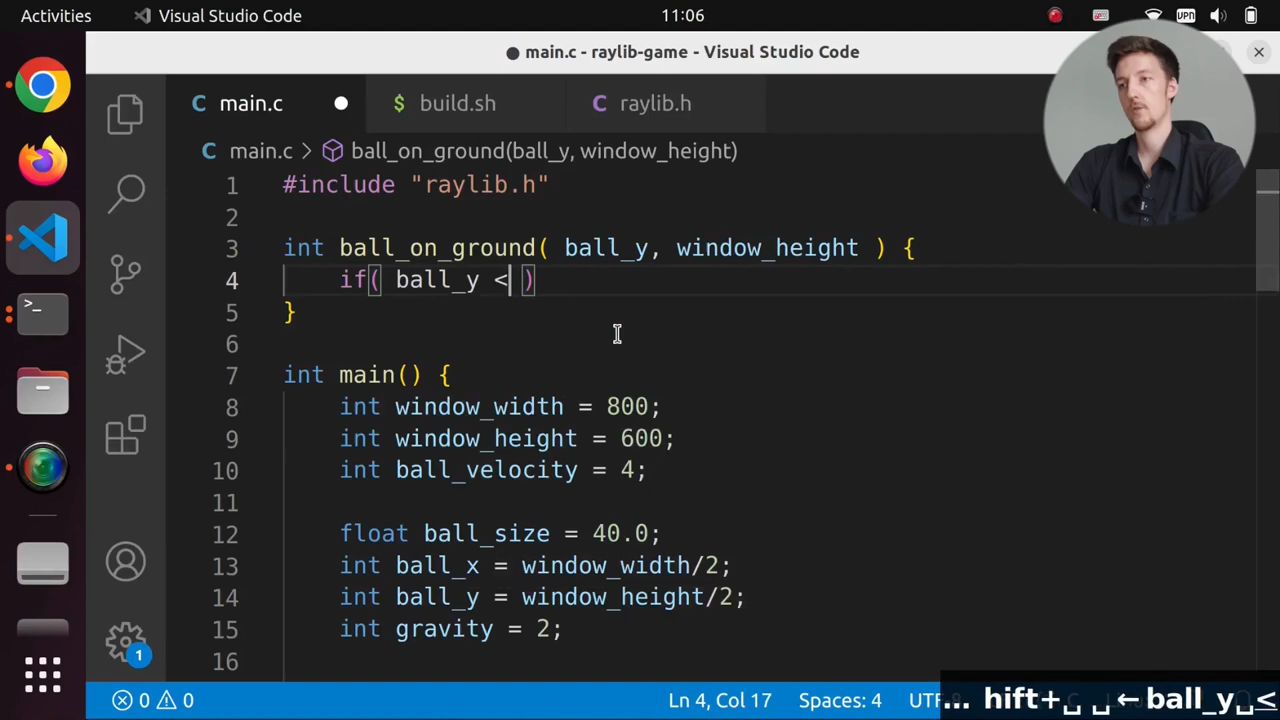 Activities
Visual Studio Code
11:06
VPN
● main.c - raylib-game - Visual Studio Code
C main.c
$ build.sh
C raylib.h
C main.c > ball_on_ground(ball_y, window_height)
1 #include "raylib.h"
2
3 int ball_on_ground( ball_y, window_height ) {
4 if( ball_y < )
5 }
6
7 int main() {
8 int window_width = 800;
9 int window_height = 600;
10 int ball_velocity = 4;
11
12 float ball_size = 40.0;
13 int ball_x = window_width/2;
14 int ball_y = window_height/2;
15 int gravity = 2;
16
1
0 0
Ln 4, Col 17
Spaces: 4
… hift+␣ ␣←ball_y␣<